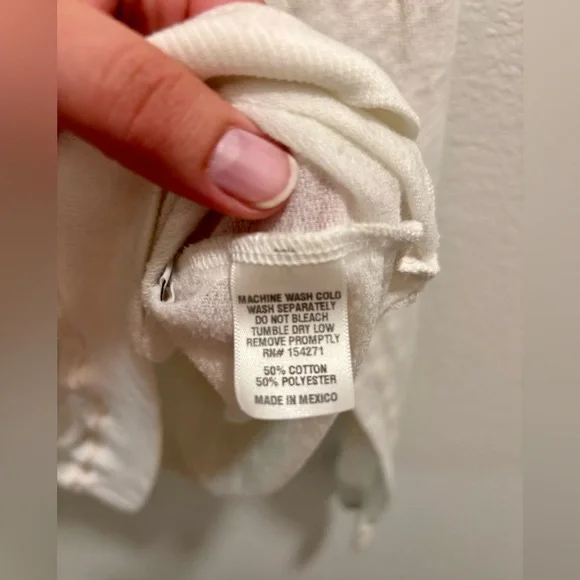 MACHINE WASH COLD
WASH SEPARATELY
DO NOT BLEACH
TUMBLE DRY LOW
REMOVE PROMPTLY
RN# 154271
50% COTTON
50% POLYESTER
MADE IN MEXICO